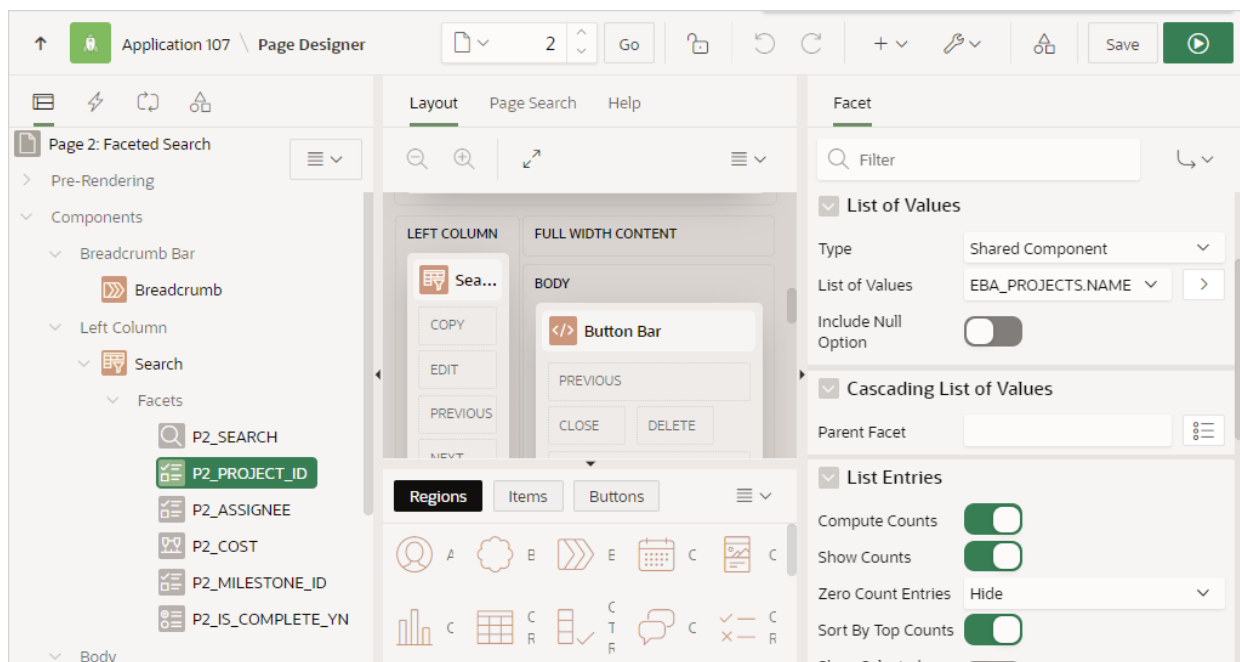 Application 107 \ Page Designer
2
Go
Save
Page 2: Faceted Search
Pre-Rendering
Components
Breadcrumb Bar
Breadcrumb
Left Column
Search
Facets
P2_SEARCH
P2_PROJECT_ID
P2_ASSIGNEE
P2_COST
P2_MILESTONE_ID
P2_IS_COMPLETE_YN
Body
Layout Page Search Help
LEFT COLUMN
Sea...
COPY
EDIT
PREVIOUS
NEXT
FULL WIDTH CONTENT
BODY
Button Bar
PREVIOUS
CLOSE DELETE
Regions Items Buttons
B E C C
C C R C T R C C R
Facet
Filter
List of Values
Type Shared Component
List of Values EBA_PROJECTS.NAME
Include Null
Option
Cascading List of Values
Parent Facet
List Entries
Compute Counts
Show Counts
Zero Count Entries Hide
Sort By Top Counts